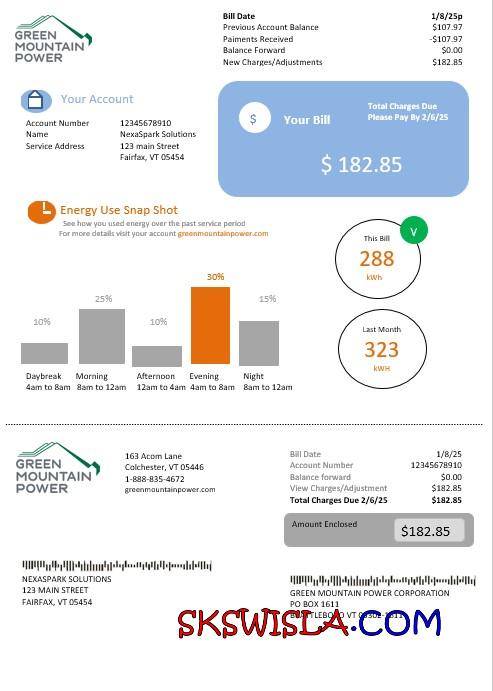 GREEN
MOUNTAIN
POWER
Bill Date 1/8/25p
Previous Account Balance $107.97
Paiments Received -$107.97
Balance Forward $0.00
New Charges/Adjustments $182.85
Your Account
Account Number 12345678910
Name NexaSpark Solutions
Service Address 123 main Street
Fairfax, VT 05454
$ Your Bill
Total Charges Due
Please Pay By 2/6/25
$ 182.85
Energy Use Snap Shot
See how you used energy over the past service period
For more details visit your account greenmountainpower.com
10% 25% 10% 30% 15%
Daybreak Morning Afternoon Evening Night
4am to 8am 8am to 12am 12am to 4am 4am to 8am 8am to 12am
V
This Bill
288
kWh
Last Month
323
kWH
GREEN
MOUNTAIN
POWER
163 Acom Lane
Colchester, VT 05446
1-888-835-4672
greenmountainpower.com
Bill Date 1/8/25
Account Number 12345678910
Balance forward $0.00
View Charges/Adjustment $182.85
Total Charges Due 2/6/25 $182.85
Amount Enclosed $182.85
NEXASPARK SOLUTIONS
123 MAIN STREET
FAIRFAX, VT 05454
GREEN MOUNTAIN POWER CORPORATION
PO BOX 1611
VT
SKSWISLA.COM